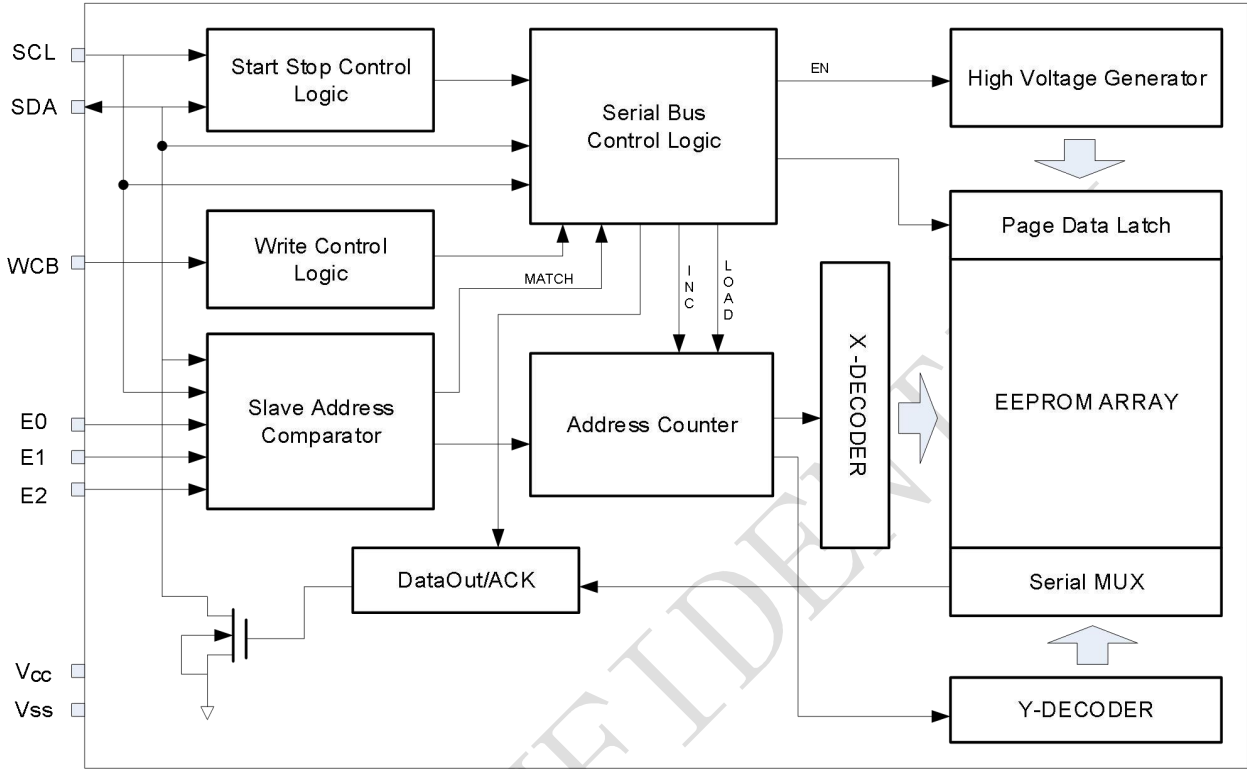 SCL
SDA
WCB
E0
E1
E2
Vcc
Vss
Start Stop Control
Logic
Write Control
Logic
Slave Address
Comparator
Serial Bus
Control Logic
MATCH
INC
LOAD
EN
Address Counter
DataOut/ACK
X-DECODER
High Voltage Generator
Page Data Latch
EEPROM ARRAY
Serial MUX
Y-DECODER